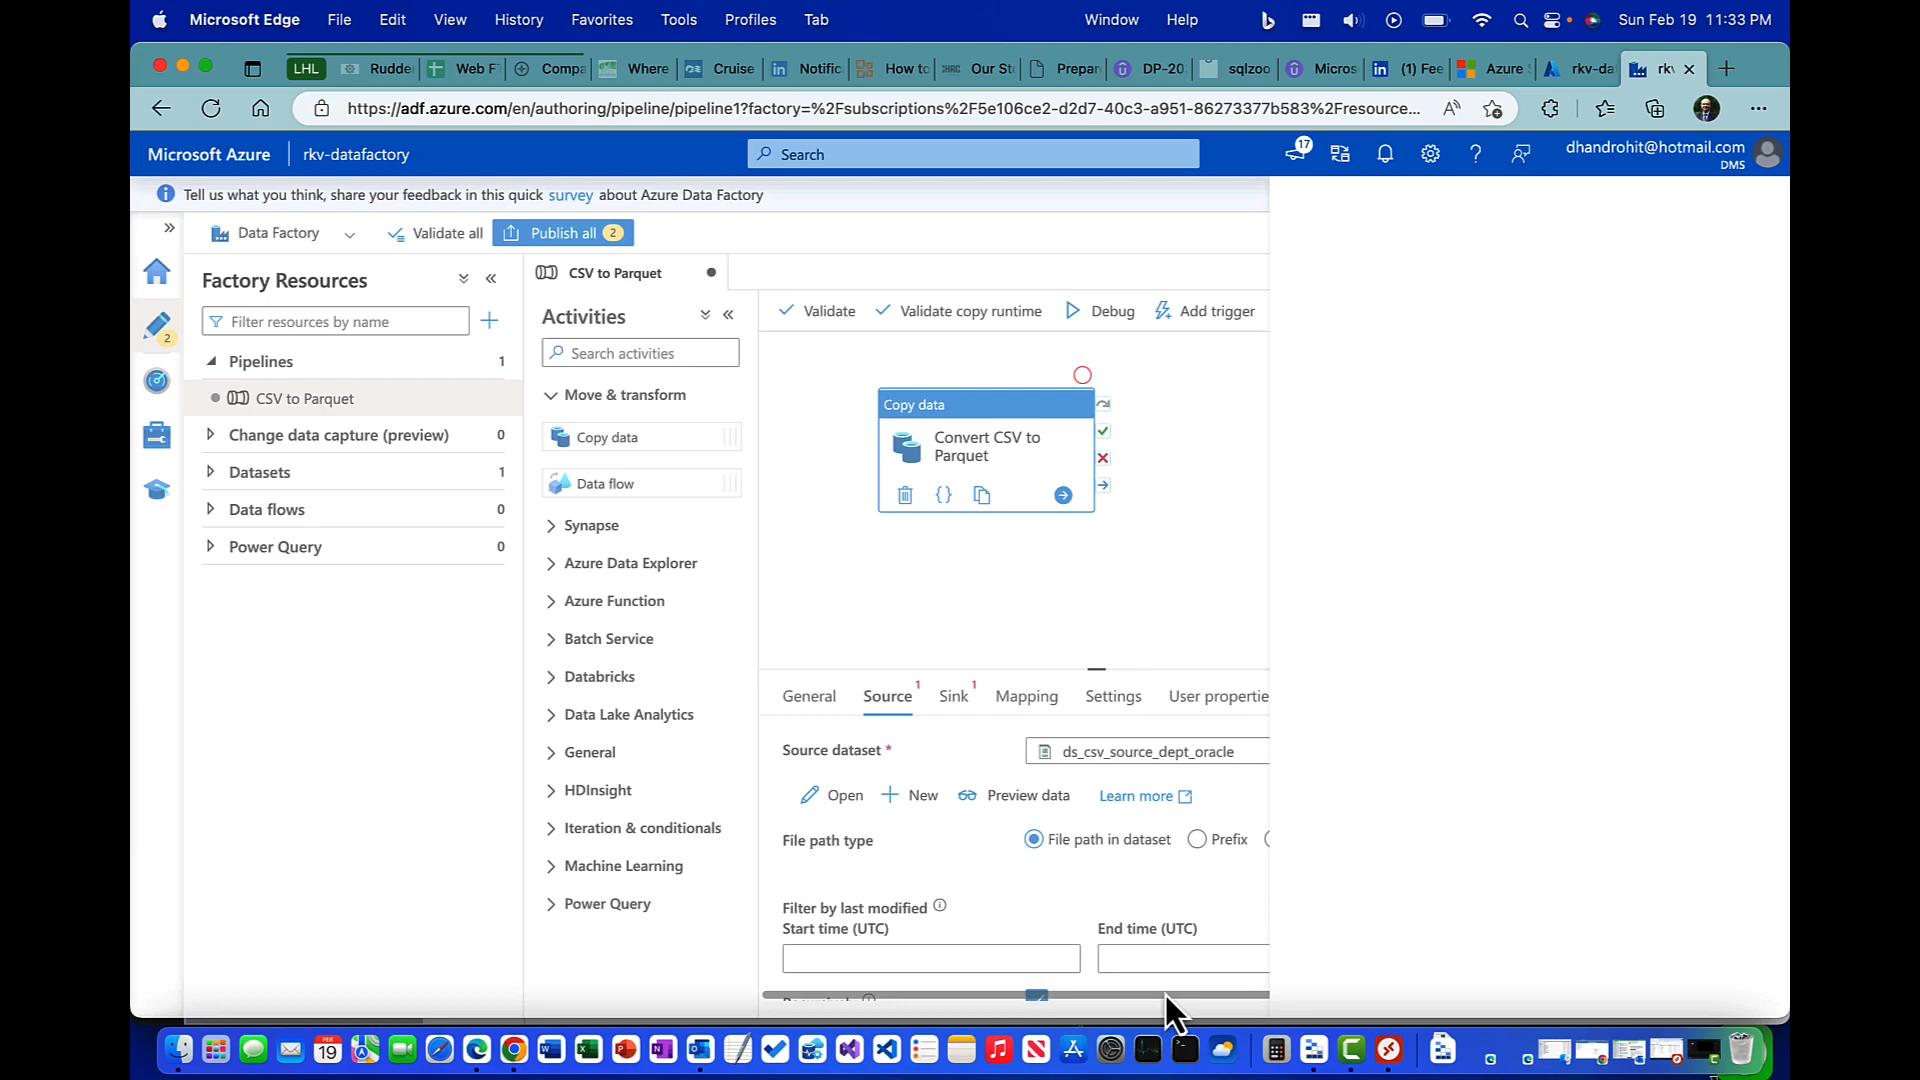 Microsoft Edge File Edit View History Favorites Tools Profiles Tab Window Help Sun Feb 19 11:33 PM
LHL Rudder Web F Compa Where Cruise Notific How to Our St Prepar DP-20 sqlzoo Micros (1) Fee Azure rkv-da rkv
https://adf.azure.com/en/authoring/pipeline/pipeline1?factory=%2Fsubscriptions%2F5e106ce2-d2d7-40c3-a951-86273377b583%2Fresource...
Microsoft Azure rkv-datafactory Search 17 dhandrohit@hotmail.com
DMS
Tell us what you think, share your feedback in this quick survey about Azure Data Factory
Data Factory Validate all Publish all 2
Factory Resources
Filter resources by name
Pipelines 1
CSV to Parquet
Change data capture (preview) 0
Datasets 1
Data flows 0
Power Query 0
2
CSV to Parquet
Activities
Search activities
Move & transform
Copy data
Data flow
Synapse
Azure Data Explorer
Azure Function
Batch Service
Databricks
Data Lake Analytics
General
HDInsight
Iteration & conditionals
Machine Learning
Power Query
Validate Validate copy runtime Debug Add trigger
Copy data
Convert CSV to
Parquet
General Source 1 Sink 1 Mapping Settings User propertie
Source dataset * ds_csv_source_dept_oracle
Open New Preview data Learn more
File path type File path in dataset Prefix
Filter by last modified
Start time (UTC) End time (UTC)
Recursively
FEB
19